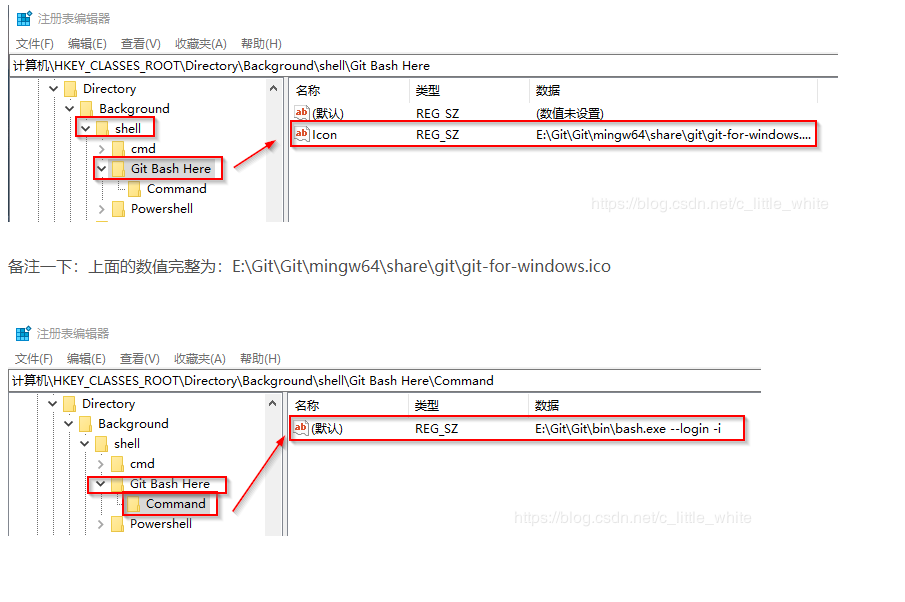 注册表编辑器
文件(F) 编辑(E) 查看(V) 收藏夹(A) 帮助(H)
计算机\HKEY_CLASSES_ROOT\Directory\Background\shell\Git Bash Here
Directory
Background
shell
cmd
Git Bash Here
Command
Powershell
名称 类型 数据
ab (默认) REG_SZ (数值未设置)
ab Icon REG_SZ E:\Git\Git\mingw64\share\git\git-for-windows....
https://blog.csdn.net/c_little_white
备注一下：上面的数值完整为：E:\Git\Git\mingw64\share\git\git-for-windows.ico
注册表编辑器
文件(F) 编辑(E) 查看(V) 收藏夹(A) 帮助(H)
计算机\HKEY_CLASSES_ROOT\Directory\Background\shell\Git Bash Here\Command
Directory
Background
shell
cmd
Git Bash Here
Command
Powershell
名称 类型 数据
ab (默认) REG_SZ E:\Git\Git\bin\bash.exe --login -i
https://blog.csdn.net/c_little_white